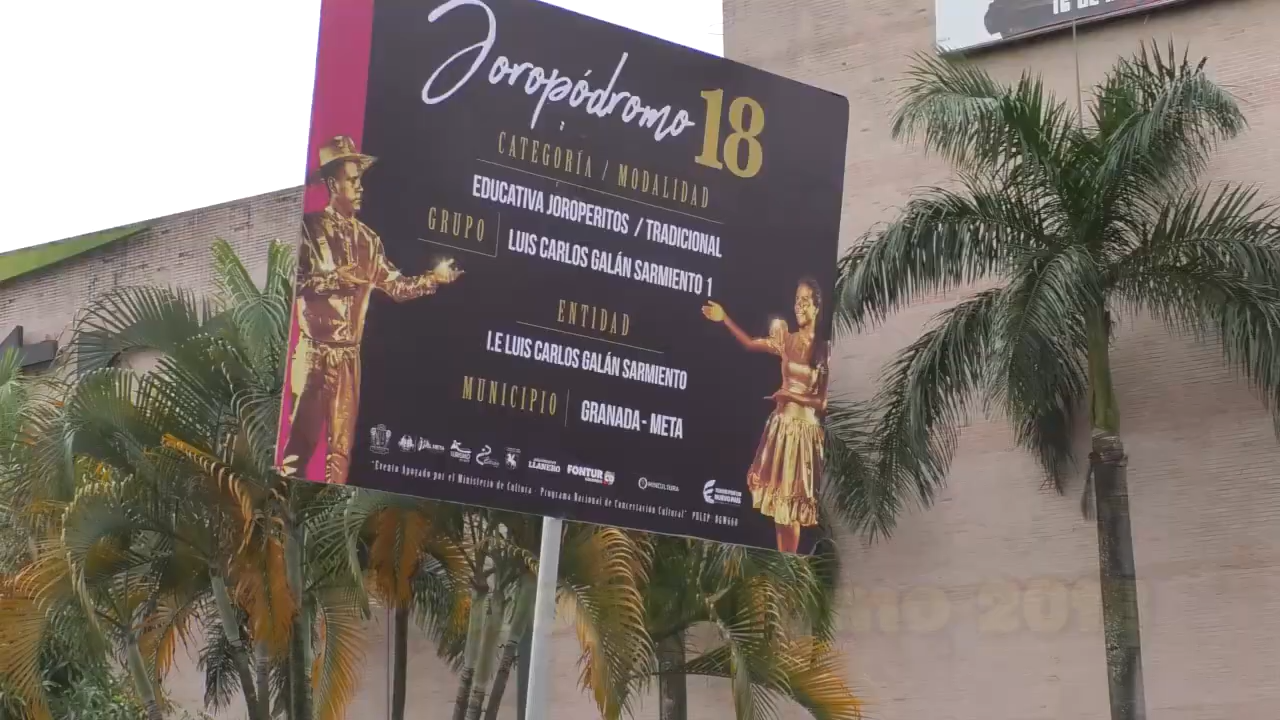 Joropódromo 18
CATEGORÍA / MODALIDAD
EDUCATIVA JOROPERITOS / TRADICIONAL
GRUPO
LUIS CARLOS GALÁN SARMIENTO 1
ENTIDAD
I.E LUIS CARLOS GALÁN SARMIENTO
MUNICIPIO
GRANADA - META
LLANERO
FONTUR
MINCULTURA
"Evento Apoyado por el Ministerio de Cultura Programa Nacional de Concertación Cultural"